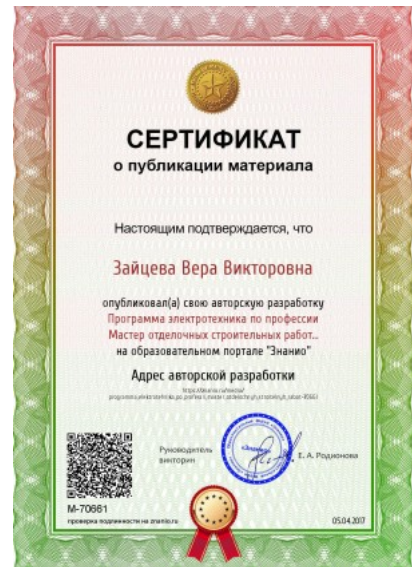 СЕРТИФИКАТ
о публикации материала
Настоящим подтверждается, что
Зайцева Вера Викторовна
опубликовал(а) свою авторскую разработку
Программа электротехника по профессии
Мастер отделочных строительных работ...
на образовательном портале "Знанио"
Адрес авторской разработки
Руководитель
викторин
"Знанио"
Е. А. Родионова
М-70661
проверка подлинности на znanio.ru
05.04.2017